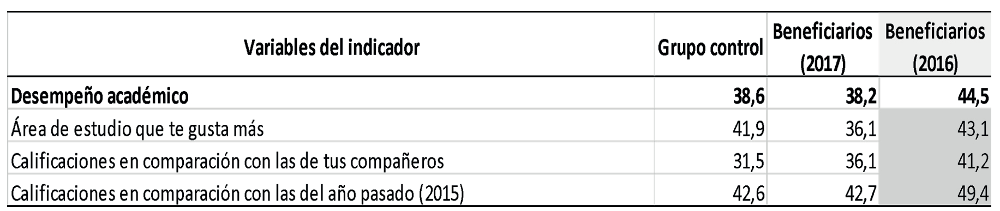 Variables del indicador Grupo control Beneficiarios (2017) Beneficiarios (2016)
Desempeño académico 38,6 38,2 44,5
Área de estudio que te gusta más 41,9 36,1 43,1
Calificaciones en comparación con las de tus compañeros 31,5 36,1 41,2
Calificaciones en comparación con las del año pasado (2015) 42,6 42,7 49,4